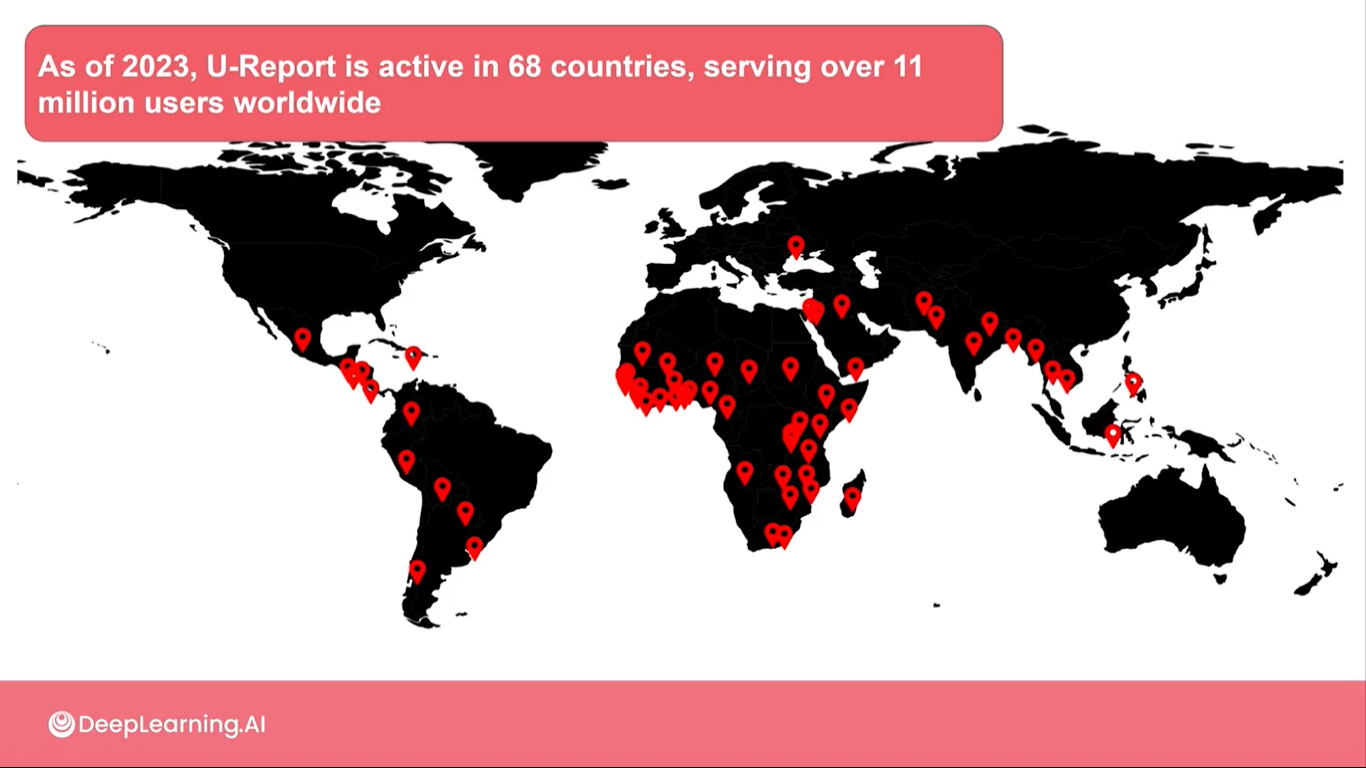 As of 2023, U-Report is active in 68 countries, serving over 11
million users worldwide
DeepLearning.AI